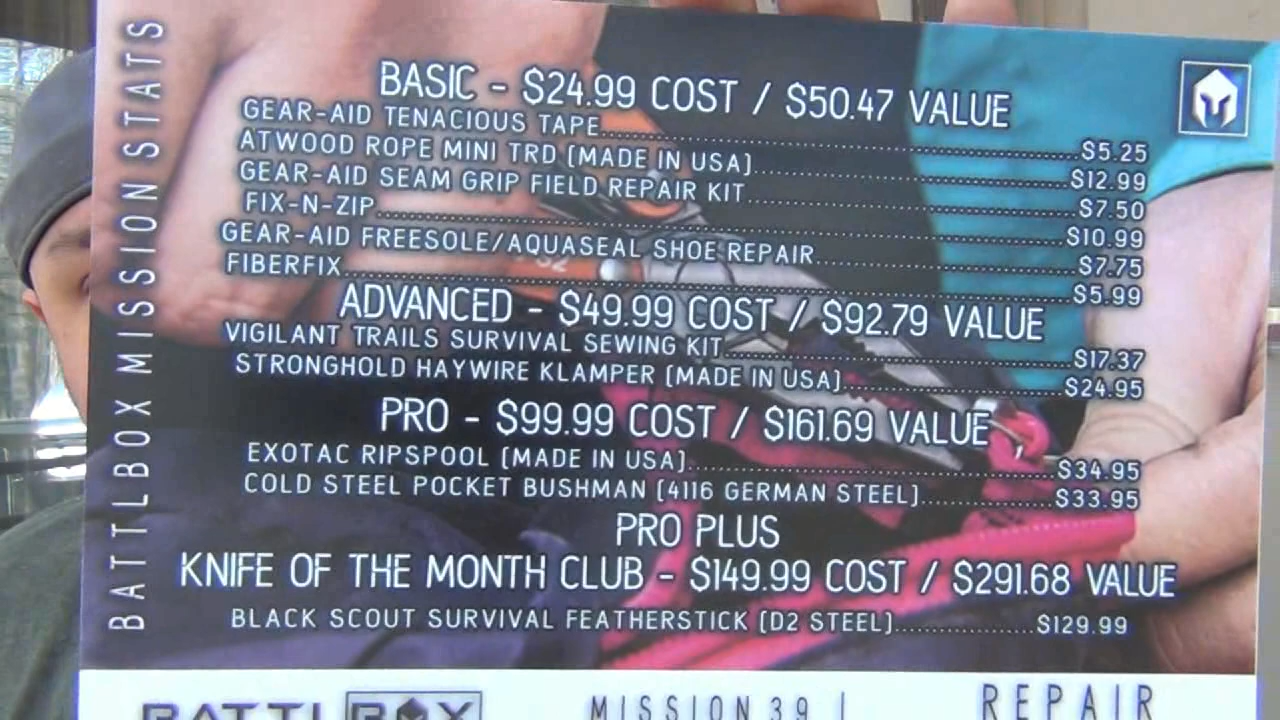 BATTLBOX MISSION STATS
BASIC - $24.99 COST / $50.47 VALUE
GEAR-AID TENACIOUS TAPE $5.25
ATWOOD ROPE MINI TRD (MADE IN USA) $12.99
GEAR-AID SEAM GRIP FIELD REPAIR KIT $7.50
FIX-N-ZIP $10.99
GEAR-AID FREESOLE/AQUASEAL SHOE REPAIR $7.75
FIBERFIX $5.99
ADVANCED - $49.99 COST / $92.79 VALUE
VIGILANT TRAILS SURVIVAL SEWING KIT $17.37
STRONGHOLD HAYWIRE KLAMPER (MADE IN USA) $24.95
PRO - $99.99 COST / $161.69 VALUE
EXOTAC RIPSPOOL (MADE IN USA) $34.95
COLD STEEL POCKET BUSHMAN (4116 GERMAN STEEL) $33.95
PRO PLUS
KNIFE OF THE MONTH CLUB - $149.99 COST / $291.68 VALUE
BLACK SCOUT SURVIVAL FEATHERSTICK (D2 STEEL) $129.99
BATTLBOX MISSION 39 | REPAIR